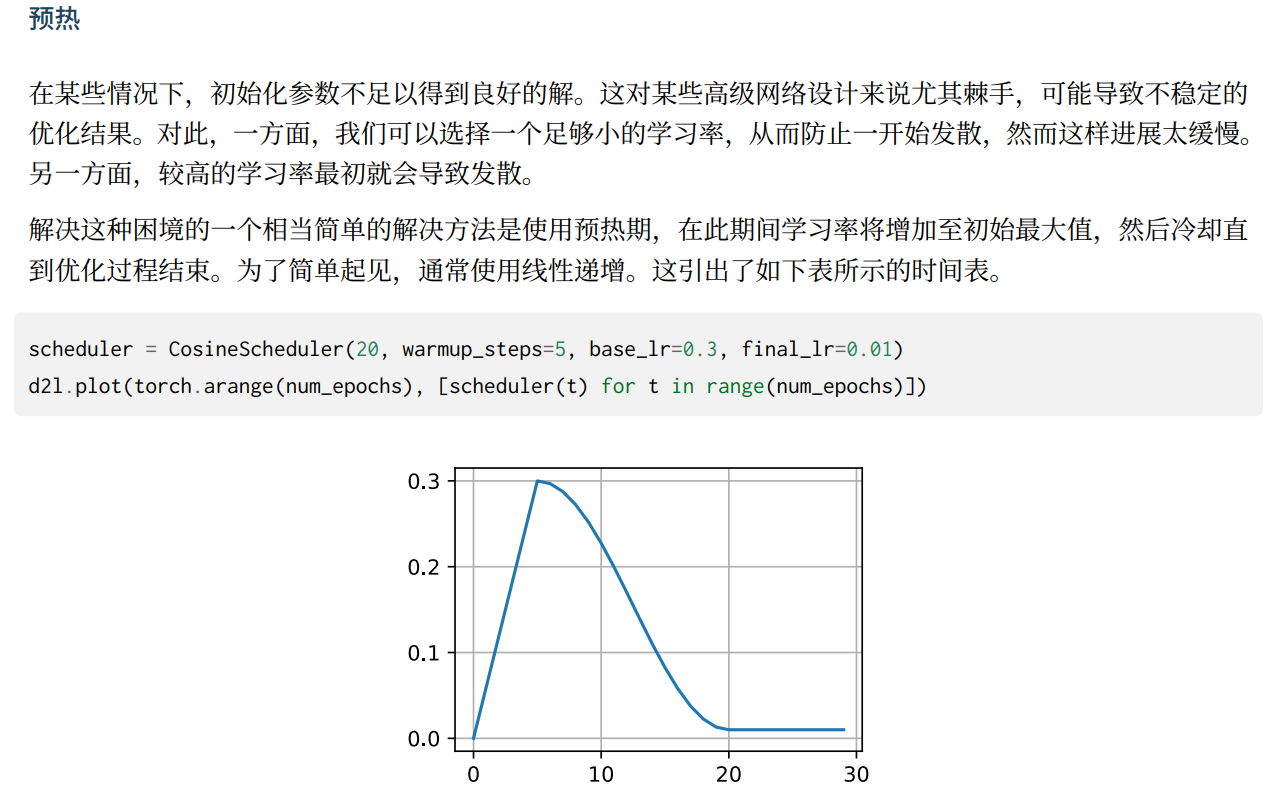 预热
在某些情况下，初始化参数不足以得到良好的解。这对某些高级网络设计来说尤其棘手，可能导致不稳定的
优化结果。对此，一方面，我们可以选择一个足够小的学习率，从而防止一开始发散，然而这样进展太缓慢。
另一方面，较高的学习率最初就会导致发散。
解决这种困境的一个相当简单的解决方法是使用预热期，在此期间学习率将增加至初始最大值，然后冷却直
到优化过程结束。为了简单起见，通常使用线性递增。这引出了如下表所示的时间表。
scheduler = CosineScheduler(20, warmup_steps=5, base_lr=0.3, final_lr=0.01)
d2l.plot(torch.arange(num_epochs), [scheduler(t) for t in range(num_epochs)])
0.3
0.2
0.1
0.0
0 10 20 30